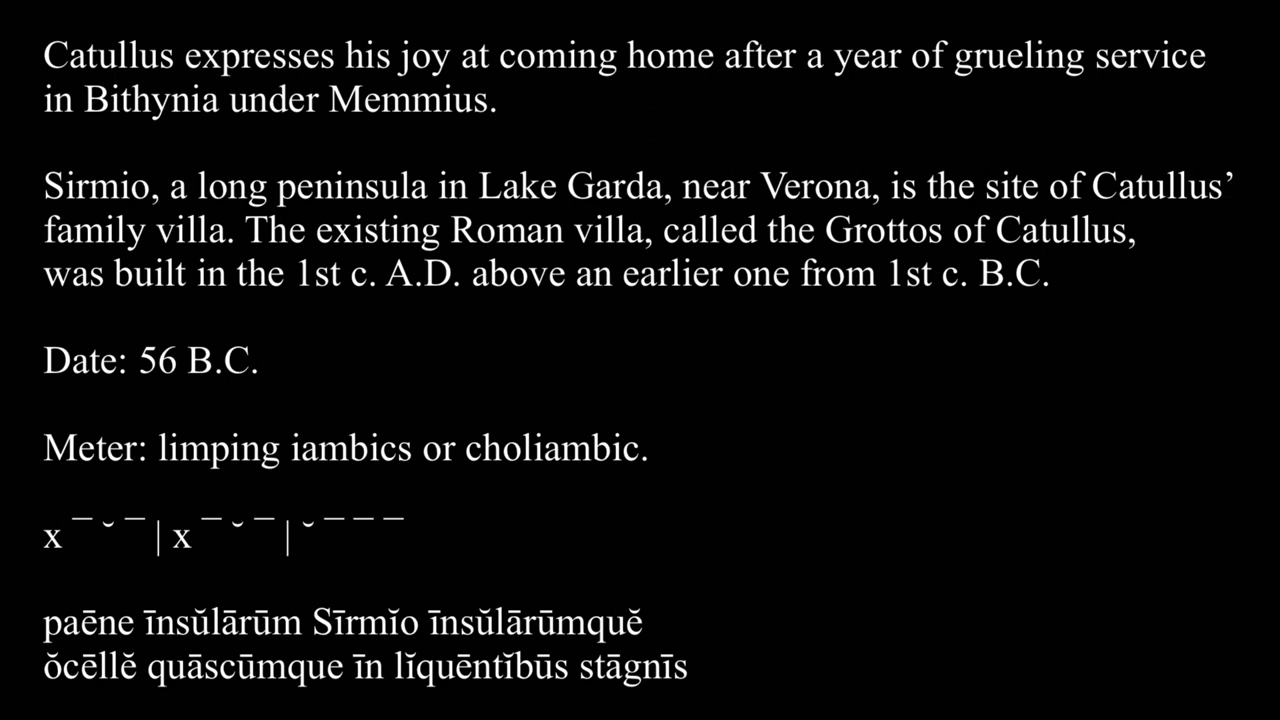 Catullus expresses his joy at coming home after a year of grueling service
in Bithynia under Memmius.
Sirmio, a long peninsula in Lake Garda, near Verona, is the site of Catullus’
family villa. The existing Roman villa, called the Grottos of Catullus,
was built in the 1st c. A.D. above an earlier one from 1st c. B.C.
Date: 56 B.C.
Meter: limping iambics or choliambic.
x ¯ ˘ ¯ | x ¯ ˘ ¯ | ˘ ¯ ¯ ¯
paēne īnsŭlārūm Sīrmĭo īnsŭlārūmquĕ
ŏcēllĕ quāscūmque īn lĭquēntĭbūs stāgnīs